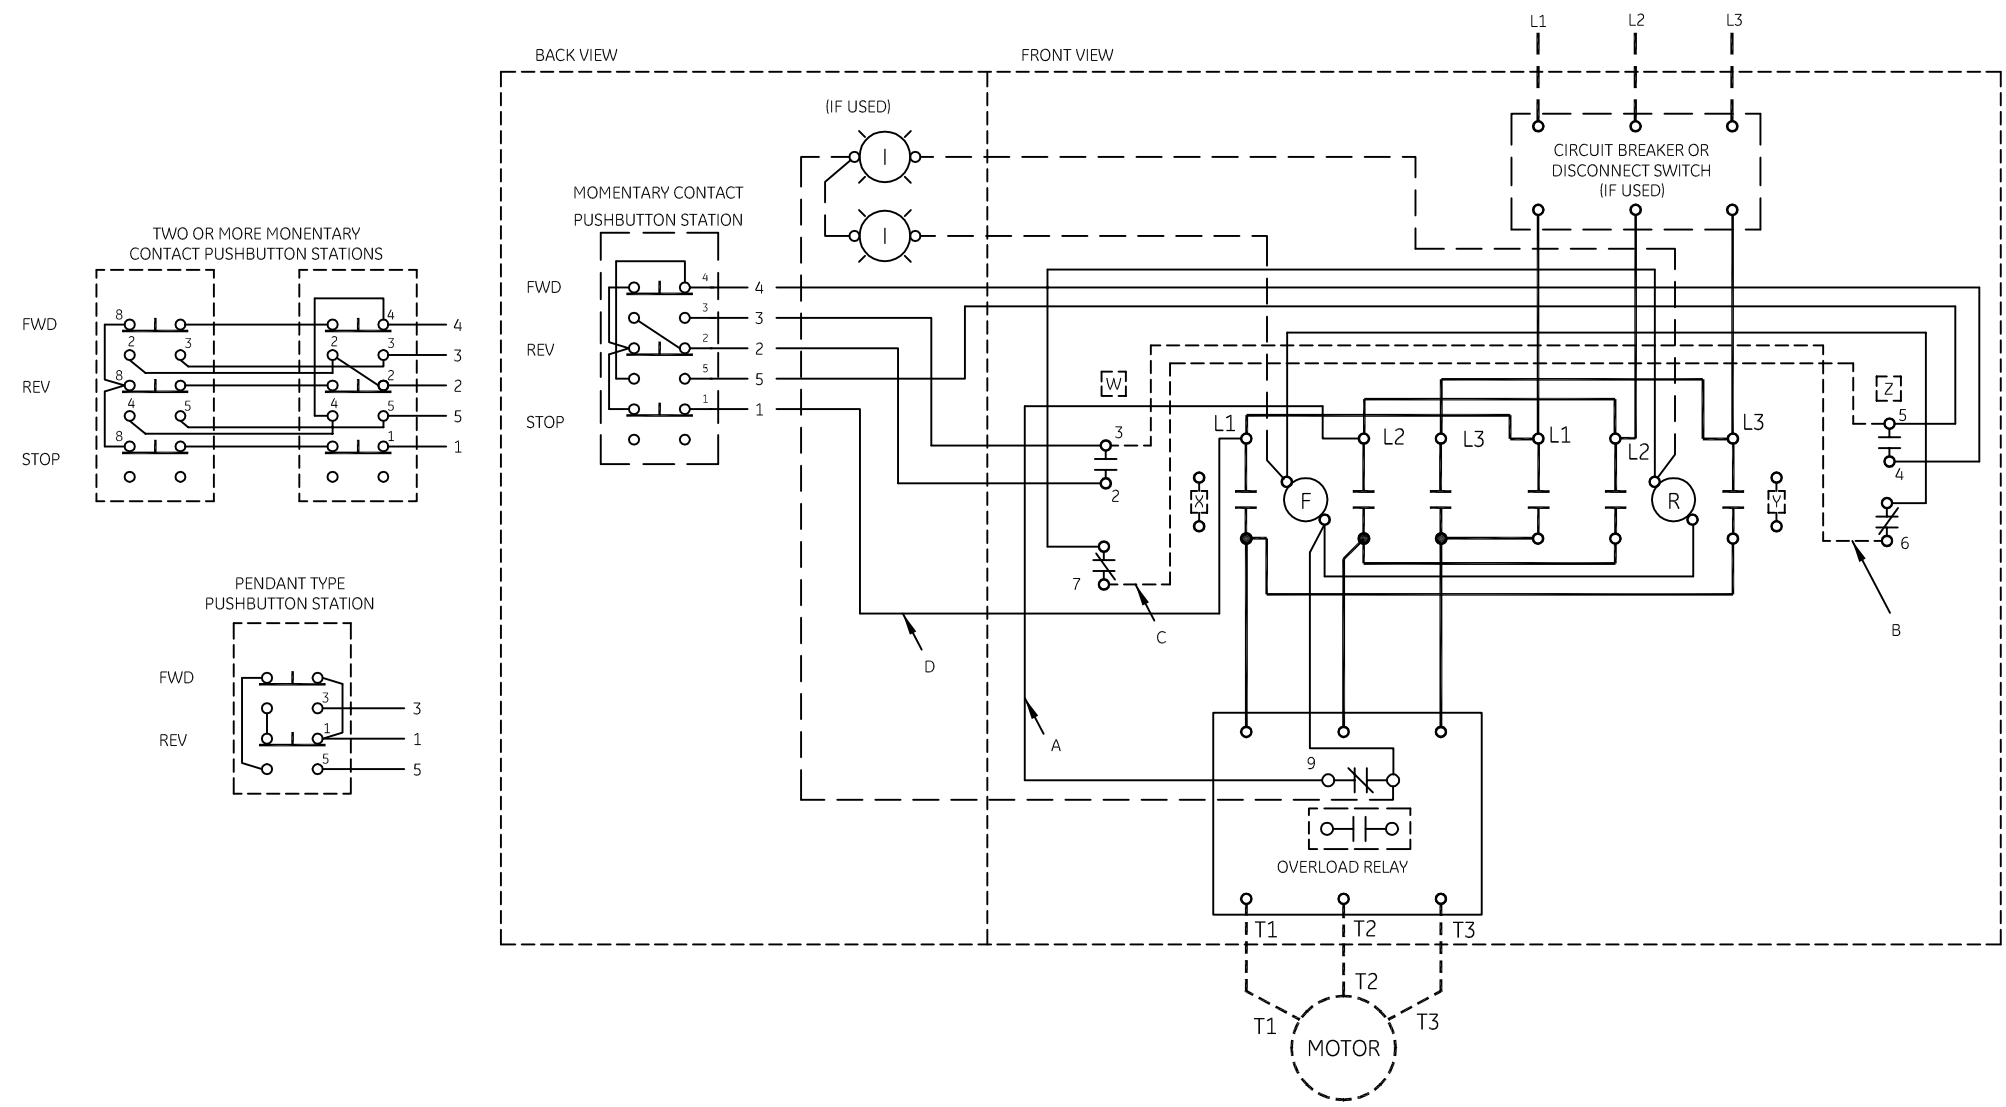 L1
L2
L3
BACK VIEW
FRONT VIEW
(IF USED)
CIRCUIT BREAKER OR
DISCONNECT SWITCH
(IF USED)
MOMENTARY CONTACT
PUSHBUTTON STATION
TWO OR MORE MONENTARY
CONTACT PUSHBUTTON STATIONS
FWD
8
4
4
2
3
2
3
3
REV
8
2
2
4
5
4
5
5
STOP
8
1
1
FWD
4
4
3
3
REV
2
2
5
5
STOP
1
1
I
I
W
Z
L1
L2
L3
L1
L2
L3
3
2
5
4
X
F
R
Y
6
7
C
B
D
A
PENDANT TYPE
PUSHBUTTON STATION
FWD
3
3
REV
1
1
5
5
9
OVERLOAD RELAY
T1
T2
T3
T2
T1
T3
MOTOR